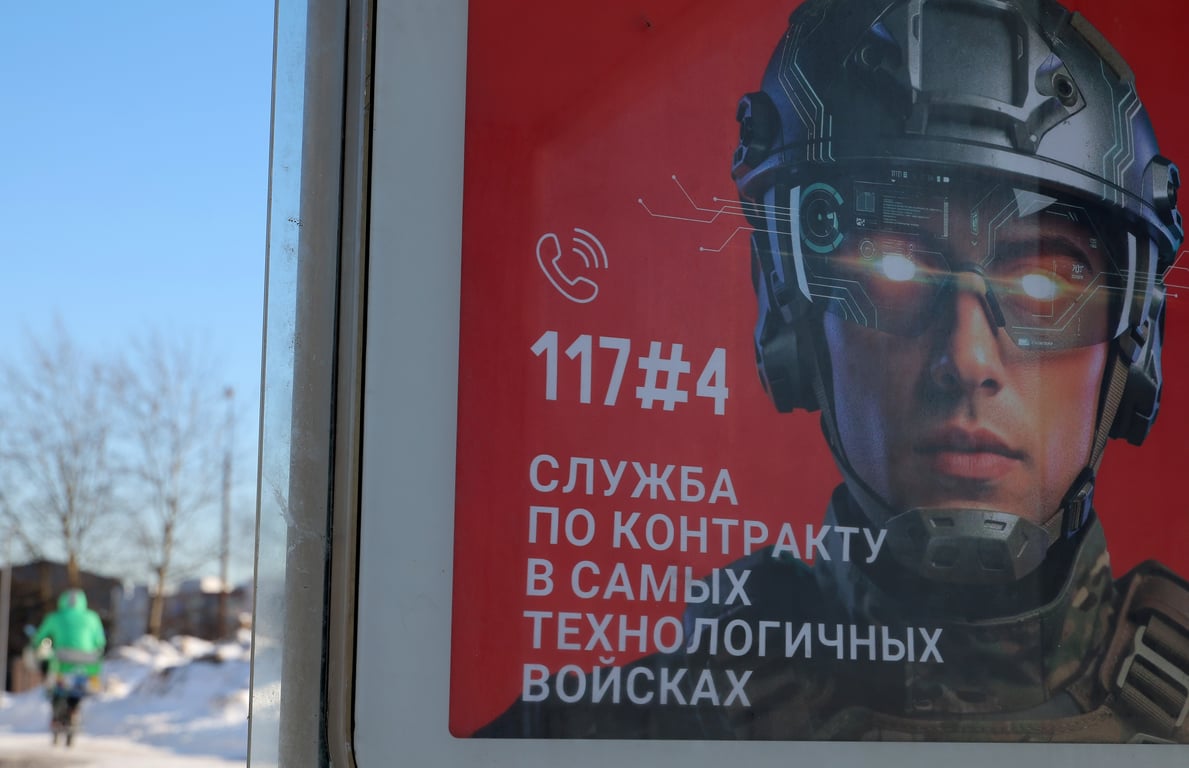 117#4
СЛУЖБА
ПО КОНТРАКТУ
В САМЫХ
ТЕХНОЛОГИЧНЫХ
ВОЙСКАХ